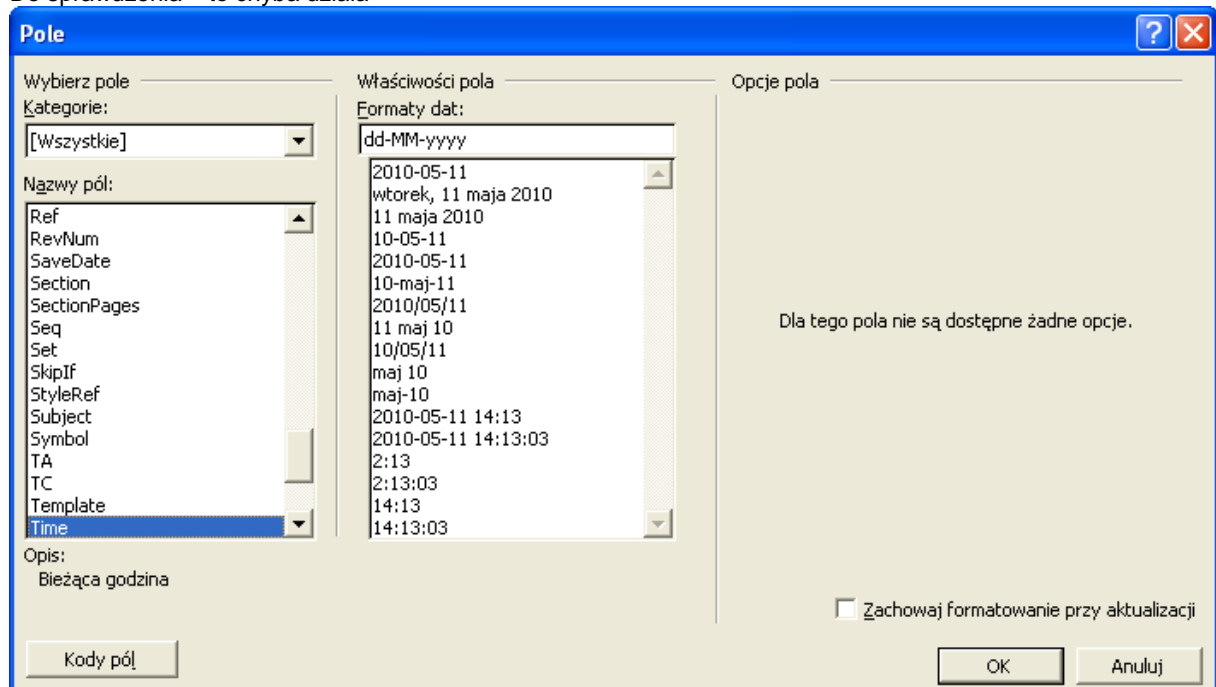 Do sprawdzenia – to chyba działa
Pole
Wybierz pole
Kategorie:
[Wszystkie]
Nazwy pól:
Ref
RevNum
SaveDate
Section
SectionPages
Seq
Set
SkipIf
StyleRef
Subject
Symbol
TA
TC
Template
Time
Opis:
Bieżąca godzina
Kody pól
Właściwości pola
Formaty dat:
dd-MM-yyyy
2010-05-11
wtorek, 11 maja 2010
11 maja 2010
10-05-11
2010-05-11
10-maj-11
2010/05/11
11 maj 10
10/05/11
maj 10
maj-10
2010-05-11 14:13
2010-05-11 14:13:03
2:13
2:13:03
14:13
14:13:03
Opcje pola
Dla tego pola nie są dostępne żadne opcje.
Zachowaj formatowanie przy aktualizacji
OK
Anuluj